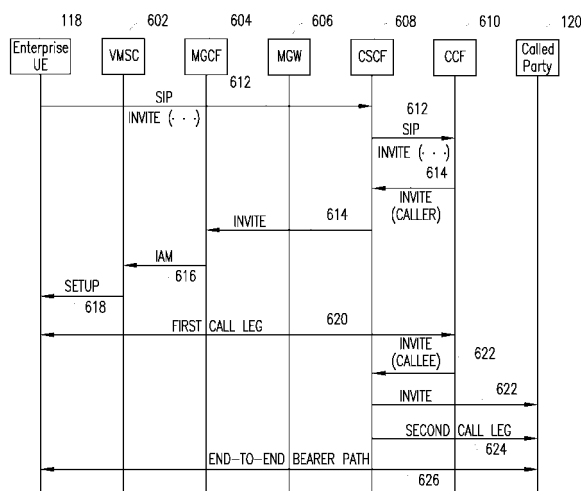 118 602 604 606 608 610 120
Enterprise UE VMSC MGCF MGW CSCF CCF Called Party
612
SIP
INVITE (· · ·)
612
SIP
INVITE (· · ·)
614
INVITE
(CALLER)
614
INVITE
IAM
616
SETUP
618
FIRST CALL LEG 620
INVITE
(CALLEE) 622
INVITE 622
SECOND CALL LEG
624
END-TO-END BEARER PATH
626